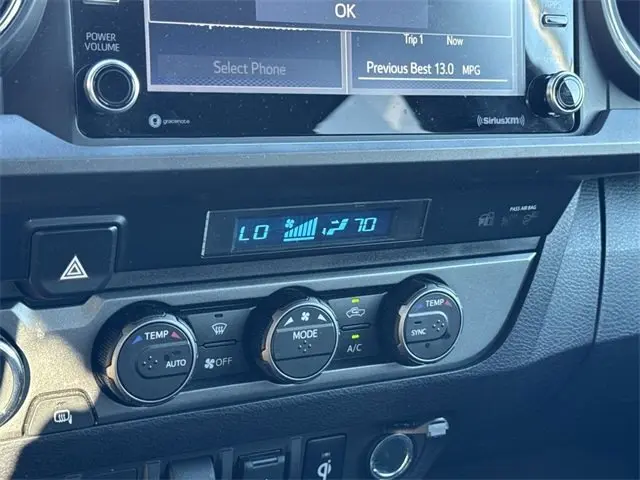 OK
POWER
VOLUME
Trip 1 Now
Select Phone
Previous Best 13.0 MPG
gracenote
SiriusXM
PASS AIR BAG
LO 70
TEMP
AUTO
OFF
MODE
A/C
TEMP
SYNC